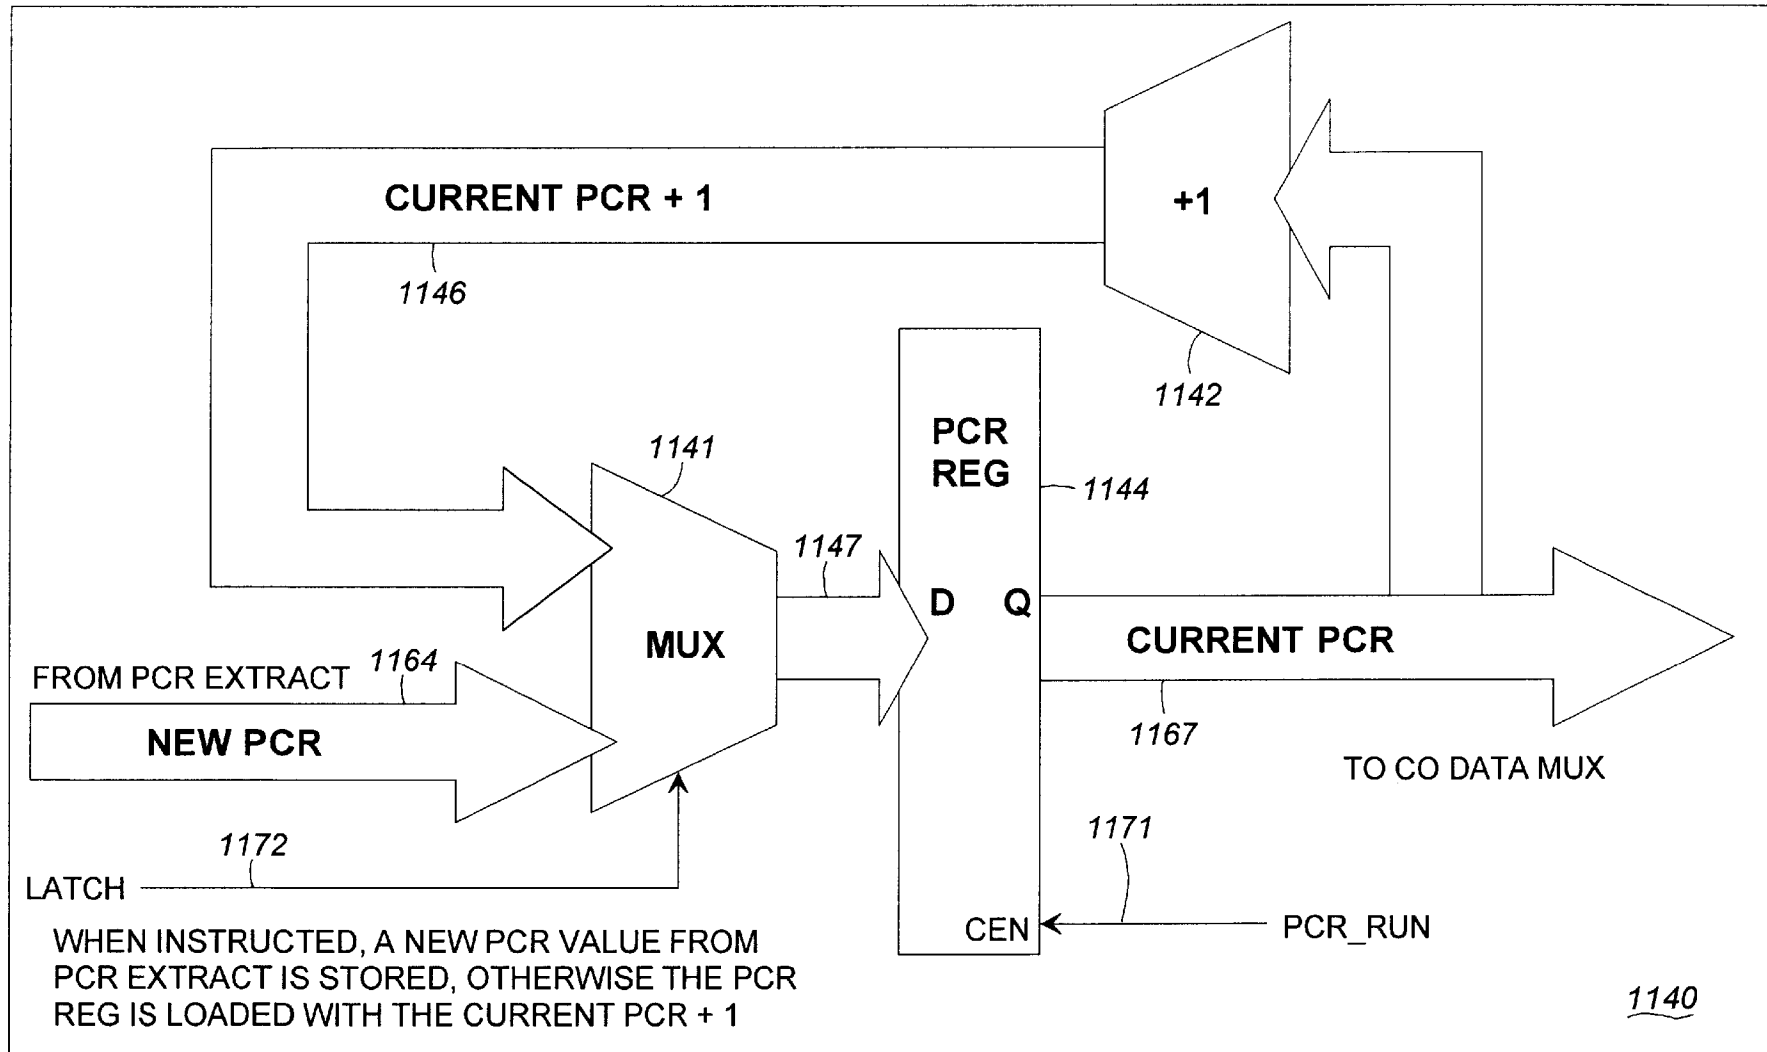 CURRENT PCR + 1
+1
1146
1142
PCR
REG
1141
1144
1147
D Q
MUX
CURRENT PCR
FROM PCR EXTRACT
1164
NEW PCR
1167
TO CO DATA MUX
1172
1171
LATCH
CEN
PCR_RUN
WHEN INSTRUCTED, A NEW PCR VALUE FROM
PCR EXTRACT IS STORED, OTHERWISE THE PCR
REG IS LOADED WITH THE CURRENT PCR + 1
1140